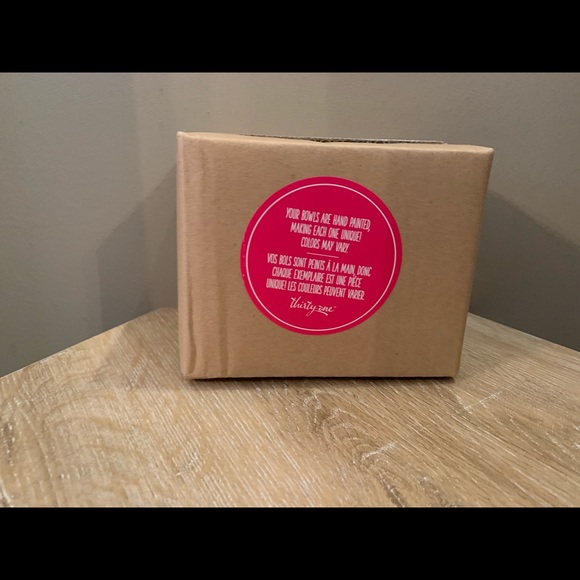 YOUR BOWLS ARE HAND PAINTED,
MAKING EACH ONE UNIQUE!
COLORS MAY VARY.
VOS BOLS SONT PEINTS À LA MAIN, DONC
CHAQUE EXEMPLAIRE EST UNE PIÈCE
UNIQUE! LES COULEURS PEUVENT VARIER.
thirty-one